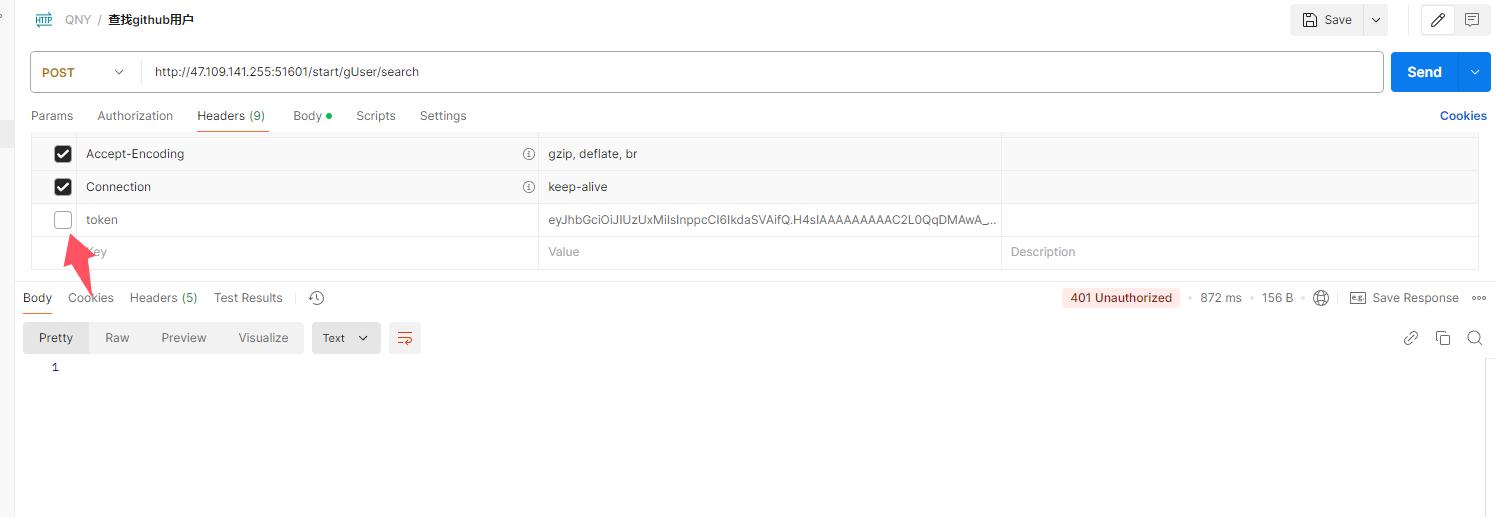 HTTP QNY / 查找github用户 Save
POST http://47.109.141.255:51601/start/gUser/search Send
Params Authorization Headers (9) Body Scripts Settings Cookies
Accept-Encoding gzip, deflate, br
Connection keep-alive
token eyJhbGciOiJIUzUxMiIsInppcCI6IkdaSVAifQ.H4sIAAAAAAAAAC2L0QqDMAwA_...
Key Value Description
Body Cookies Headers (5) Test Results 401 Unauthorized 872 ms 156 B e.g. Save Response
Pretty Raw Preview Visualize Text
1